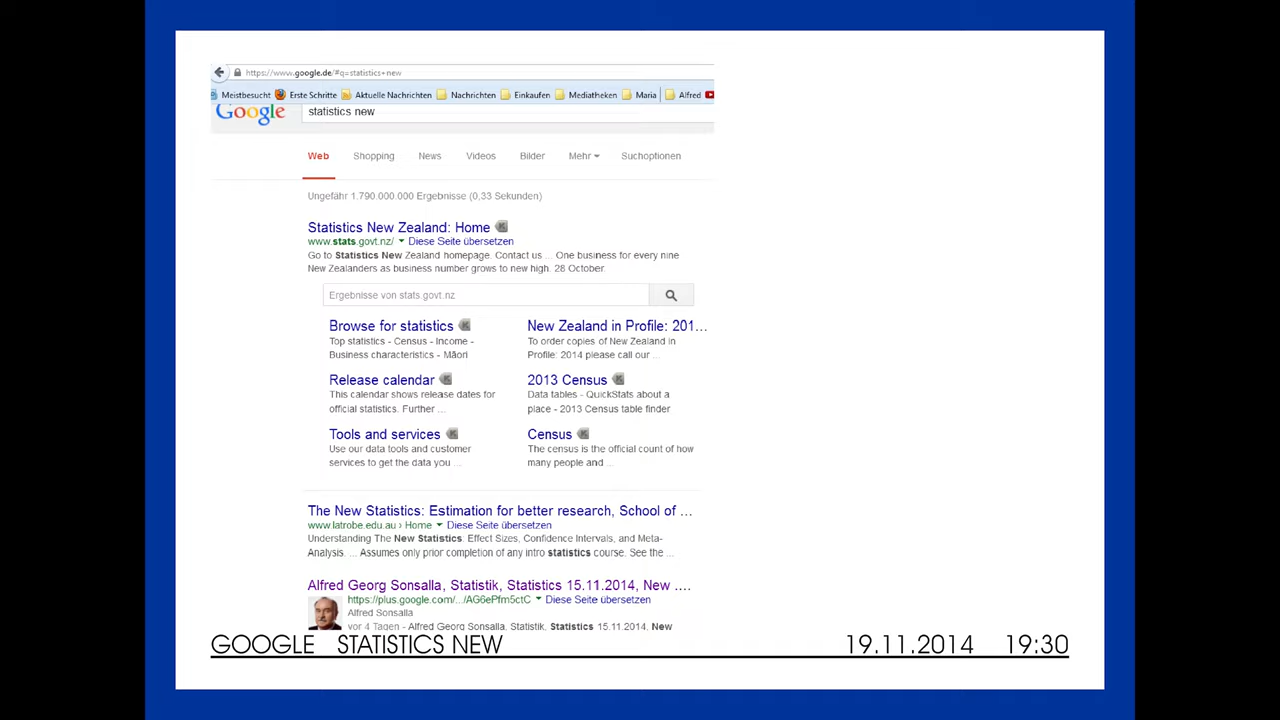 https://www.google.de/#q=statistics+new
Meistbesucht Erste Schritte Aktuelle Nachrichten Nachrichten Einkaufen Mediatheken Maria Alfred
Google statistics new
Web Shopping News Videos Bilder Mehr Suchoptionen
Ungefähr 1.790.000.000 Ergebnisse (0,33 Sekunden)
Statistics New Zealand: Home
www.stats.govt.nz/ Diese Seite übersetzen
Go to Statistics New Zealand homepage. Contact us ... One business for every nine
New Zealanders as business number grows to new high. 28 October.
Ergebnisse von stats.govt.nz
Browse for statistics
Top statistics - Census - Income -
Business characteristics - Māori
New Zealand in Profile: 201...
To order copies of New Zealand in
Profile: 2014 please call our ...
Release calendar
This calendar shows release dates for
official statistics. Further ...
2013 Census
Data tables - QuickStats about a
place - 2013 Census table finder
Tools and services
Use our data tools and customer
services to get the data you ...
Census
The census is the official count of how
many people and ...
The New Statistics: Estimation for better research, School of ...
www.latrobe.edu.au › Home Diese Seite übersetzen
Understanding The New Statistics: Effect Sizes, Confidence Intervals, and Meta-
Analysis. ... Assumes only prior completion of any intro statistics course. See the ...
Alfred Georg Sonsalla, Statistik, Statistics 15.11.2014, New ....
https://plus.google.com/.../AG6ePfm5ctC Diese Seite übersetzen
Alfred Sonsalla
vor 4 Tagen - Alfred Georg Sonsalla, Statistik, Statistics 15.11.2014, New
GOOGLE STATISTICS NEW 19.11.2014 19:30